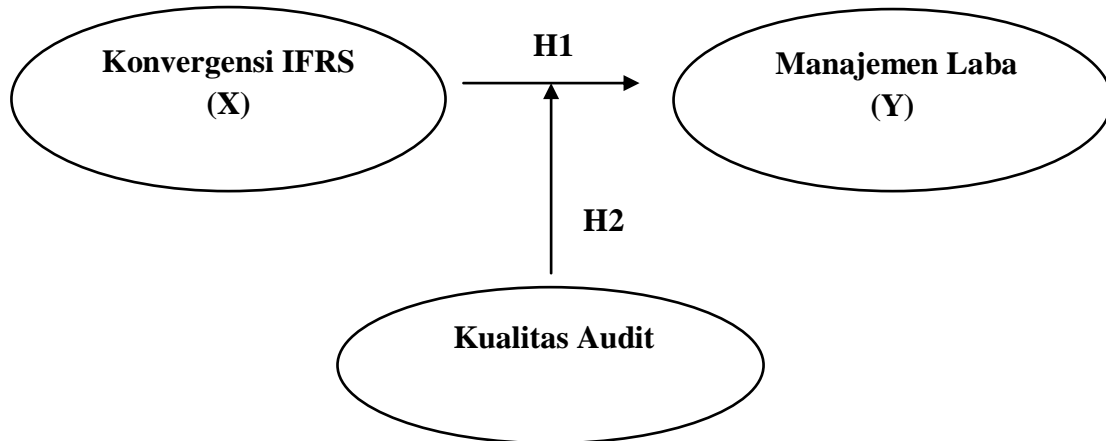 Konvergensi IFRS
(X)
H1
Manajemen Laba
(Y)
H2
Kualitas Audit